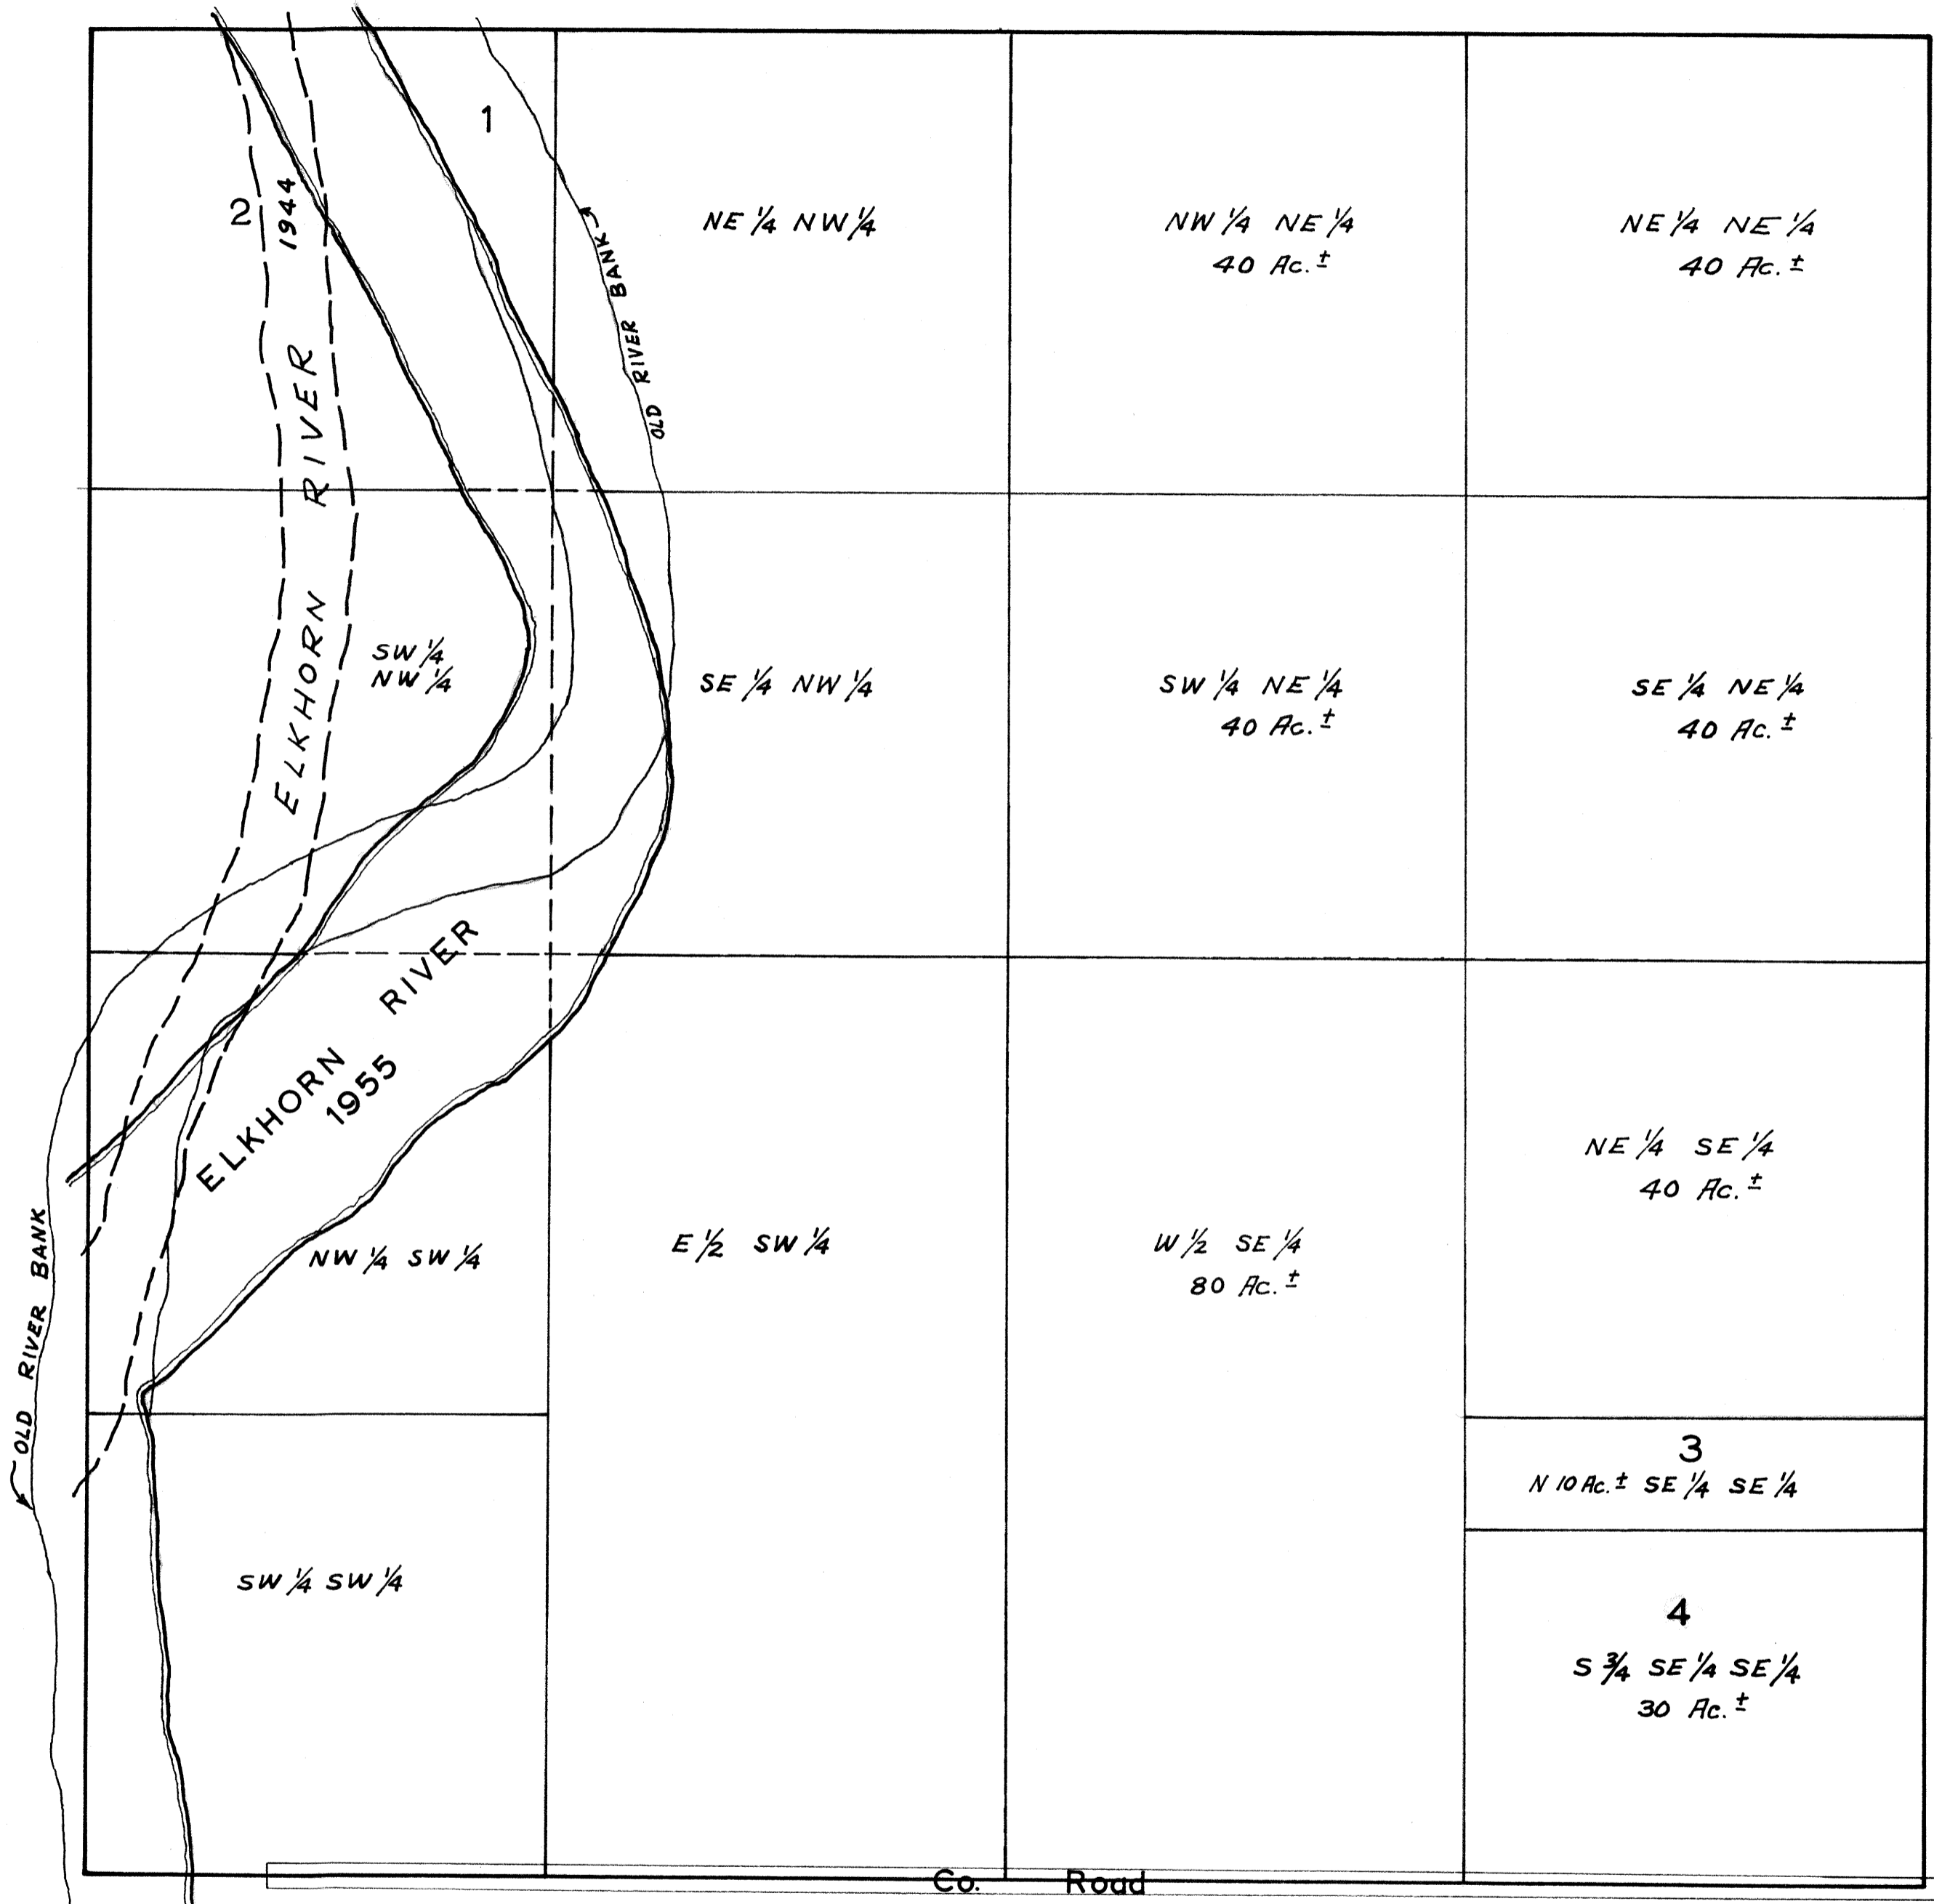 1
2
1944
ELKHORN RIVER
OLD RIVER BANK
NE ¼ NW ¼
NW ¼ NE ¼
40 Ac. ±
NE ¼ NE ¼
40 Ac. ±
SW ¼
NW ¼
SE ¼ NW ¼
SW ¼ NE ¼
40 Ac. ±
SE ¼ NE ¼
40 Ac. ±
ELKHORN RIVER
1955
OLD RIVER BANK
NW ¼ SW ¼
E ½ SW ¼
W ½ SE ¼
80 Ac. ±
NE ¼ SE ¼
40 Ac. ±
3
N 10 Ac. ± SE ¼ SE ¼
SW ¼ SW ¼
4
S ¾ SE ¼ SE ¼
30 Ac. ±
Co. Road